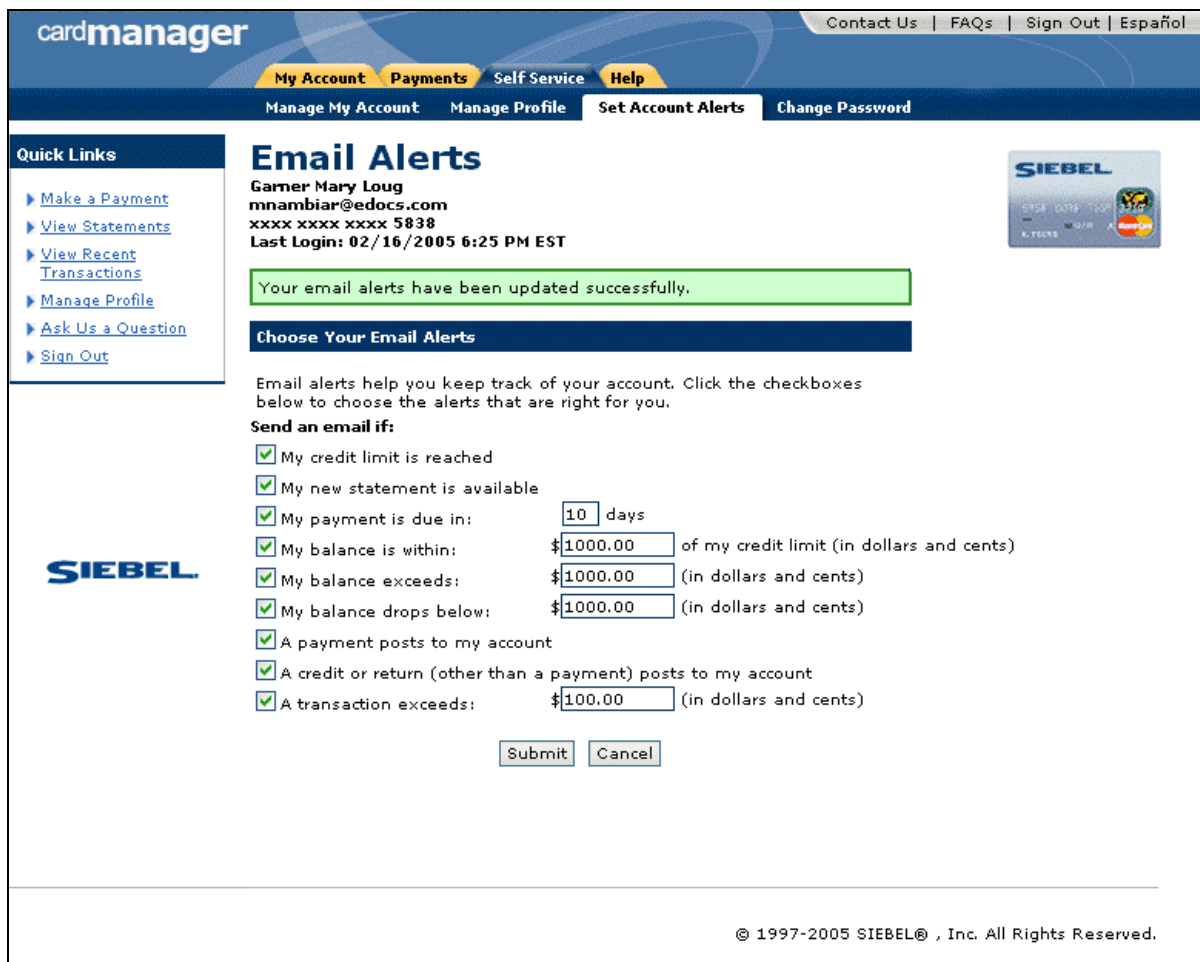 cardmanager
Contact Us | FAQs | Sign Out | Español
My Account Payments Self Service Help
Manage My Account Manage Profile Set Account Alerts Change Password
Quick Links
Make a Payment
View Statements
View Recent
Transactions
Manage Profile
Ask Us a Question
Sign Out
SIEBEL.
Email Alerts
Garner Mary Loug
mnambiar@edocs.com
xxxx xxxx xxxx 5838
Last Login: 02/16/2005 6:25 PM EST
SIEBEL.
MasterCard
Your email alerts have been updated successfully.
Choose Your Email Alerts
Email alerts help you keep track of your account. Click the checkboxes
below to choose the alerts that are right for you.
Send an email if:
My credit limit is reached
My new statement is available
My payment is due in: 10 days
My balance is within: $1000.00 of my credit limit (in dollars and cents)
My balance exceeds: $1000.00 (in dollars and cents)
My balance drops below: $1000.00 (in dollars and cents)
A payment posts to my account
A credit or return (other than a payment) posts to my account
A transaction exceeds: $100.00 (in dollars and cents)
Submit Cancel
© 1997-2005 SIEBEL® , Inc. All Rights Reserved.